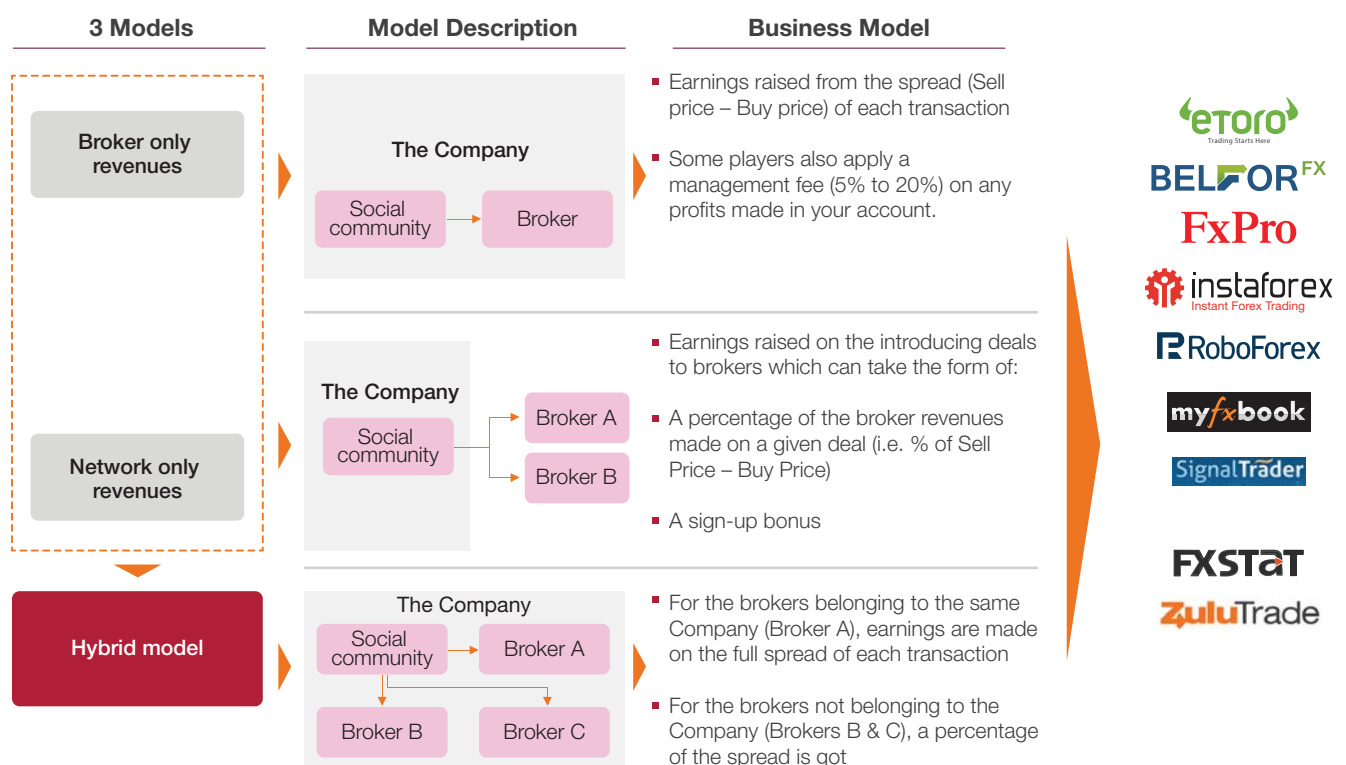 3 Models
Model Description
Business Model
Broker only
revenues
The Company
Social
community
Broker
▪ Earnings raised from the spread (Sell
price – Buy price) of each transaction
▪ Some players also apply a
management fee (5% to 20%) on any
profits made in your account.
Network only
revenues
The Company
Social
community
Broker A
Broker B
▪ Earnings raised on the introducing deals
to brokers which can take the form of:
▪ A percentage of the broker revenues
made on a given deal (i.e. % of Sell
Price – Buy Price)
▪ A sign-up bonus
Hybrid model
The Company
Social
community
Broker A
Broker B
Broker C
▪ For the brokers belonging to the same
Company (Broker A), earnings are made
on the full spread of each transaction
▪ For the brokers not belonging to the
Company (Brokers B & C), a percentage
of the spread is got
eToro
Trading Starts Here
BELFOR FX
FxPro
instaforex
Instant Forex Trading
RoboForex
myfxbook
SignalTrader
FXSTAT
ZuluTrade